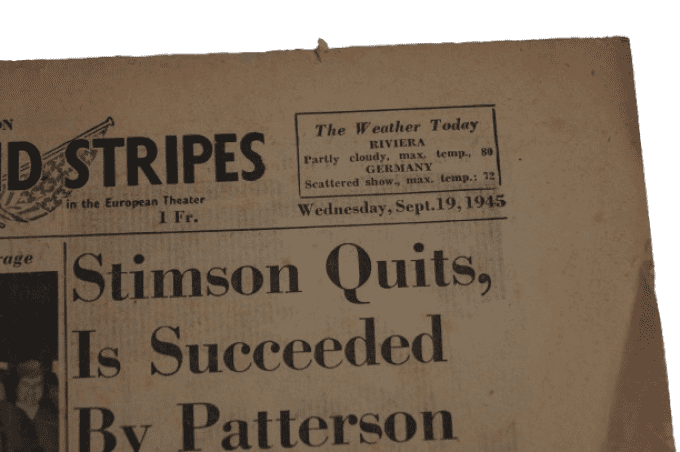 ON
UD STRIPES
in the European Theater
1 Fr.
The Weather Today
RIVIERA
Partly cloudy, max. temp., 80
GERMANY
Scattered show., max. temp.: 72
Wednesday, Sept.19, 1945
rage
Stimson Quits,
Is Succeeded
By Patterson